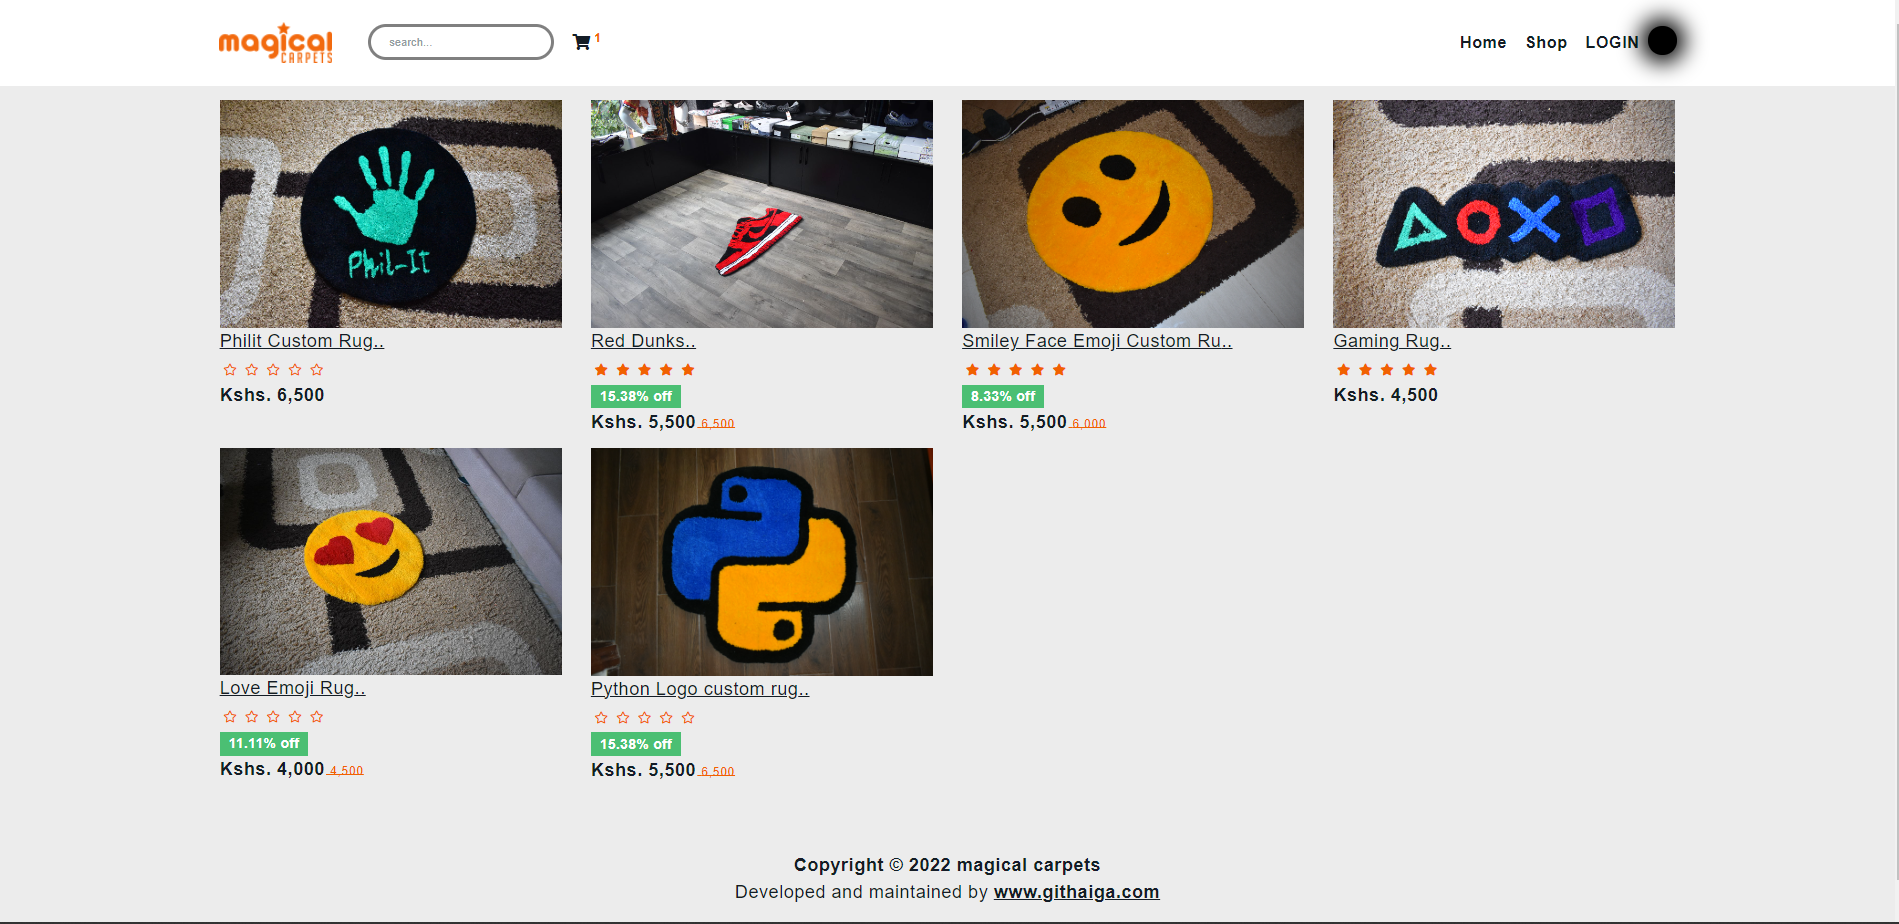 magical
CARPETS
search...
1
Home Shop LOGIN
Phil-It
Philit Custom Rug..
Kshs. 6,500
Red Dunks..
15.38% off
Kshs. 5,500 6,500
Smiley Face Emoji Custom Ru..
8.33% off
Kshs. 5,500 6,000
Gaming Rug..
Kshs. 4,500
Love Emoji Rug..
11.11% off
Kshs. 4,000 4,500
Python Logo custom rug..
15.38% off
Kshs. 5,500 6,500
Copyright © 2022 magical carpets
Developed and maintained by www.githaiga.com